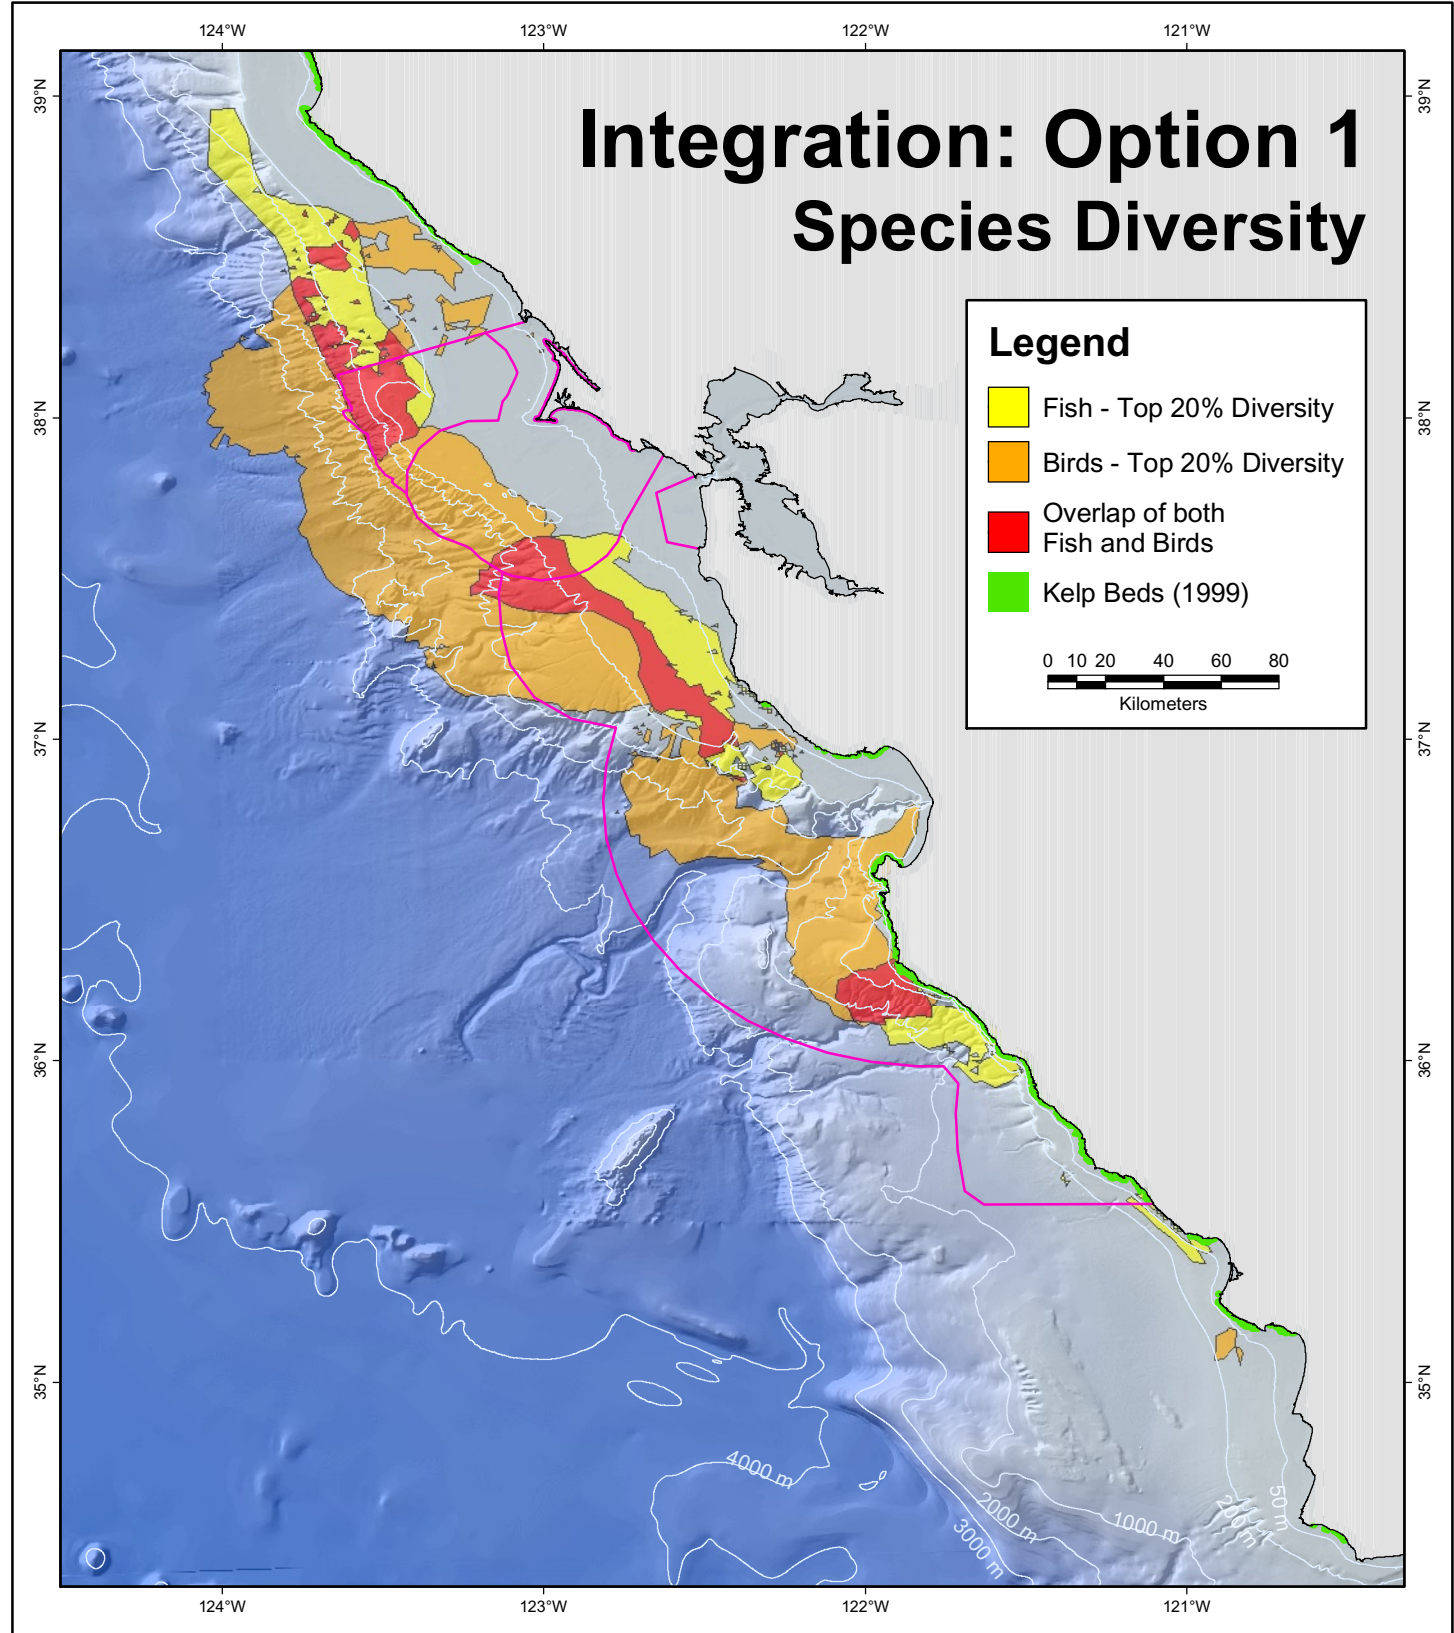 124°W 123°W 122°W 121°W
39°N 39°N
Integration: Option 1
Species Diversity
Legend
Fish - Top 20% Diversity
Birds - Top 20% Diversity
Overlap of both
Fish and Birds
Kelp Beds (1999)
0 10 20 40 60 80
Kilometers
38°N 38°N
37°N 37°N
36°N 36°N
35°N 35°N
4000 m
3000 m
2000 m
1000 m
200 m
50 m
124°W 123°W 122°W 121°W